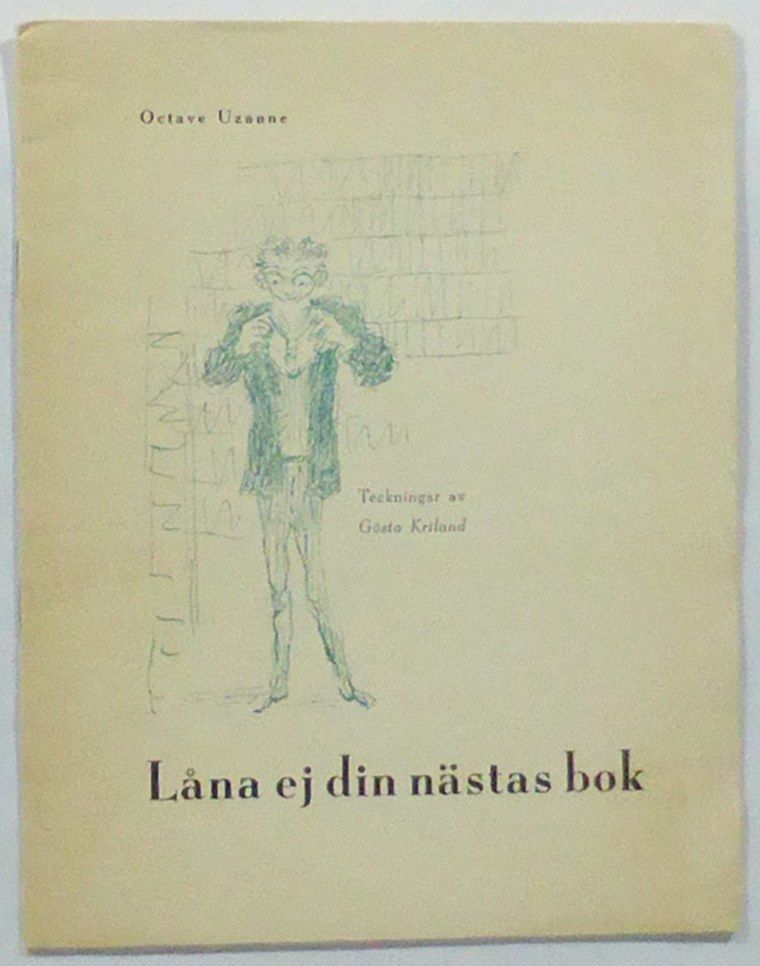 Octave Uzanne
Teckningar av
Gösta Kriland
Låna ej din nästas bok